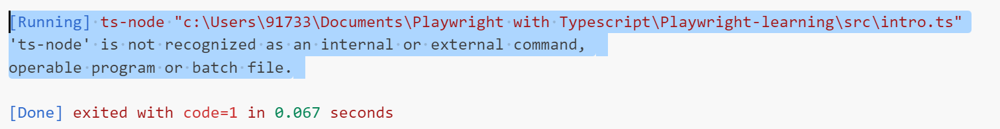 [Running] ts-node "c:\Users\91733\Documents\Playwright with Typescript\Playwright-learning\src\intro.ts"
'ts-node' is not recognized as an internal or external command,
operable program or batch file.
[Done] exited with code=1 in 0.067 seconds